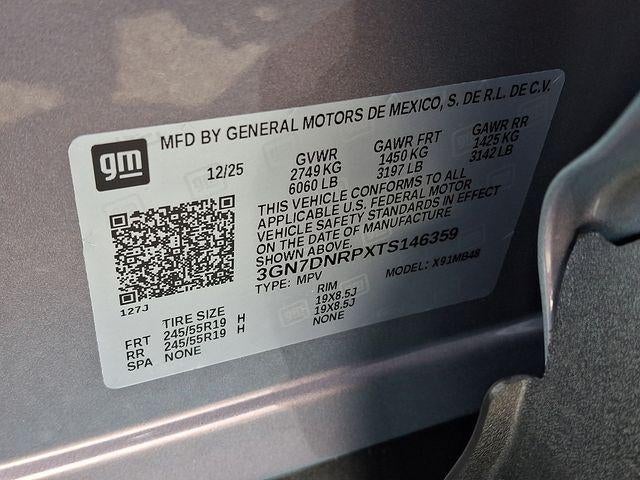 gm
MFD BY GENERAL MOTORS DE MEXICO, S. DE R.L. DE C.V.
12/25
GVWR GAWR FRT GAWR RR
2749 KG 1450 KG 1425 KG
6060 LB 3197 LB 3142 LB
THIS VEHICLE CONFORMS TO ALL
APPLICABLE U.S. FEDERAL MOTOR
VEHICLE SAFETY STANDARDS IN EFFECT
ON THE DATE OF MANUFACTURE
SHOWN ABOVE.
3GN7DNRPXTS146359
TYPE: MPV MODEL: X91MB48
127J
TIRE SIZE RIM
FRT 245/55R19 H 19X8.5J
RR 245/55R19 H 19X8.5J
SPA NONE NONE